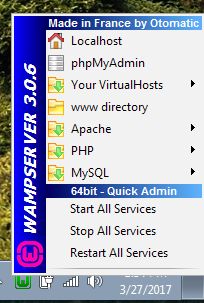 Made in France by Otomatic
WAMPSERVER 3.0.6
Localhost
phpMyAdmin
Your VirtualHosts
www directory
Apache
PHP
MySQL
64bit - Quick Admin
Start All Services
Stop All Services
Restart All Services
3/27/2017